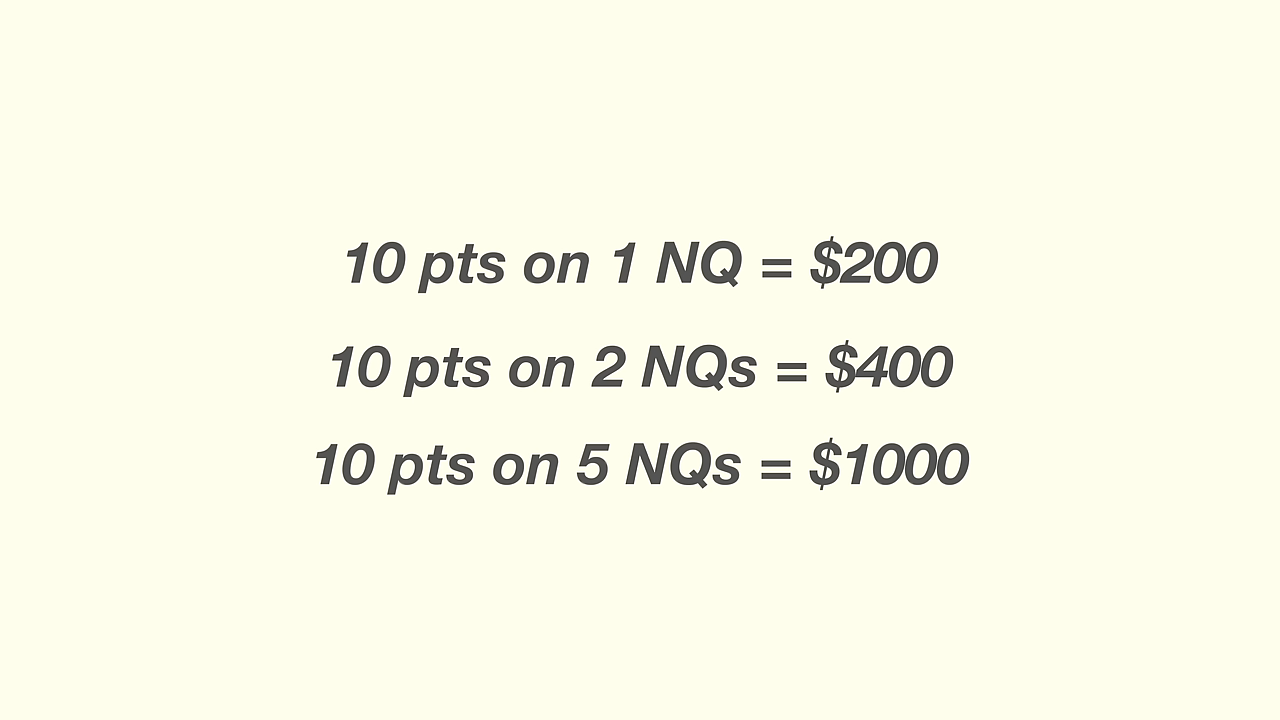 10 pts on 1 NQ = $200
10 pts on 2 NQs = $400
10 pts on 5 NQs = $1000